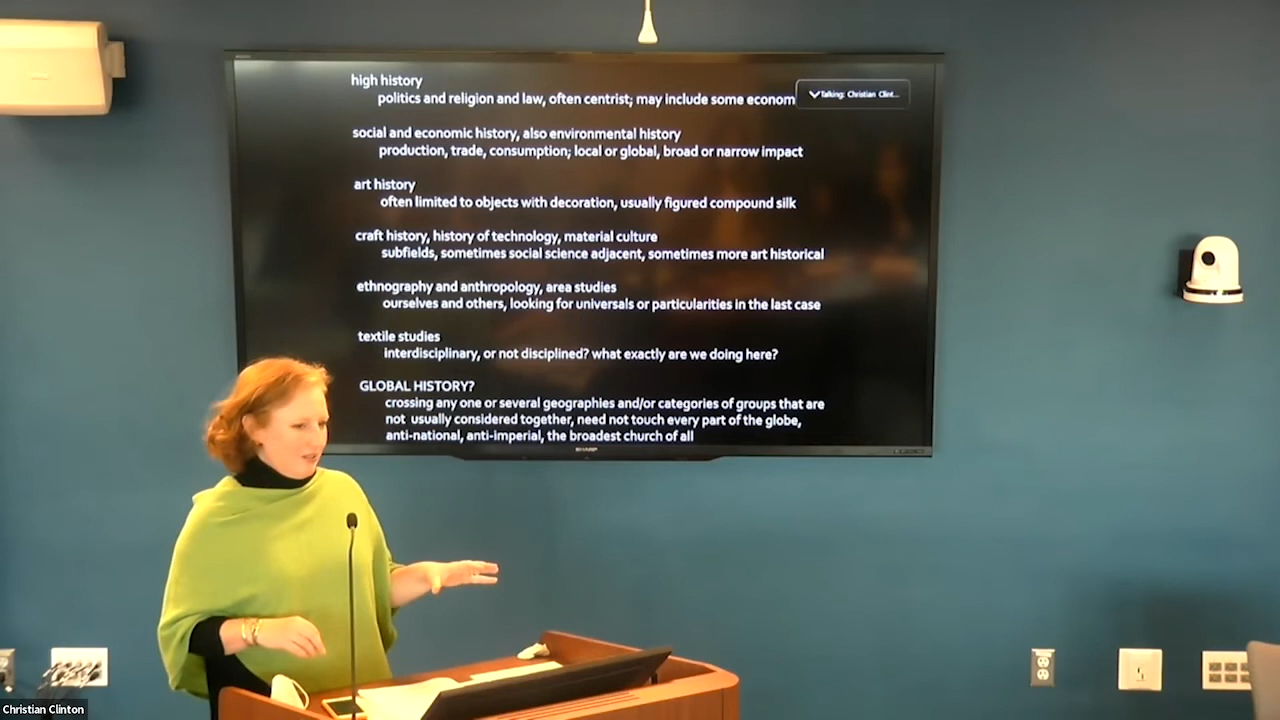 high history
politics and religion and law, often centrist; may include some econom
Talking: Christian Clint...
social and economic history, also environmental history
production, trade, consumption; local or global, broad or narrow impact
art history
often limited to objects with decoration, usually figured compound silk
craft history, history of technology, material culture
subfields, sometimes social science adjacent, sometimes more art historical
ethnography and anthropology, area studies
ourselves and others, looking for universals or particularities in the last case
textile studies
interdisciplinary, or not disciplined? what exactly are we doing here?
GLOBAL HISTORY?
crossing any one or several geographies and/or categories of groups that are
not usually considered together, need not touch every part of the globe,
anti-national, anti-imperial, the broadest church of all
SHARP
Christian Clinton